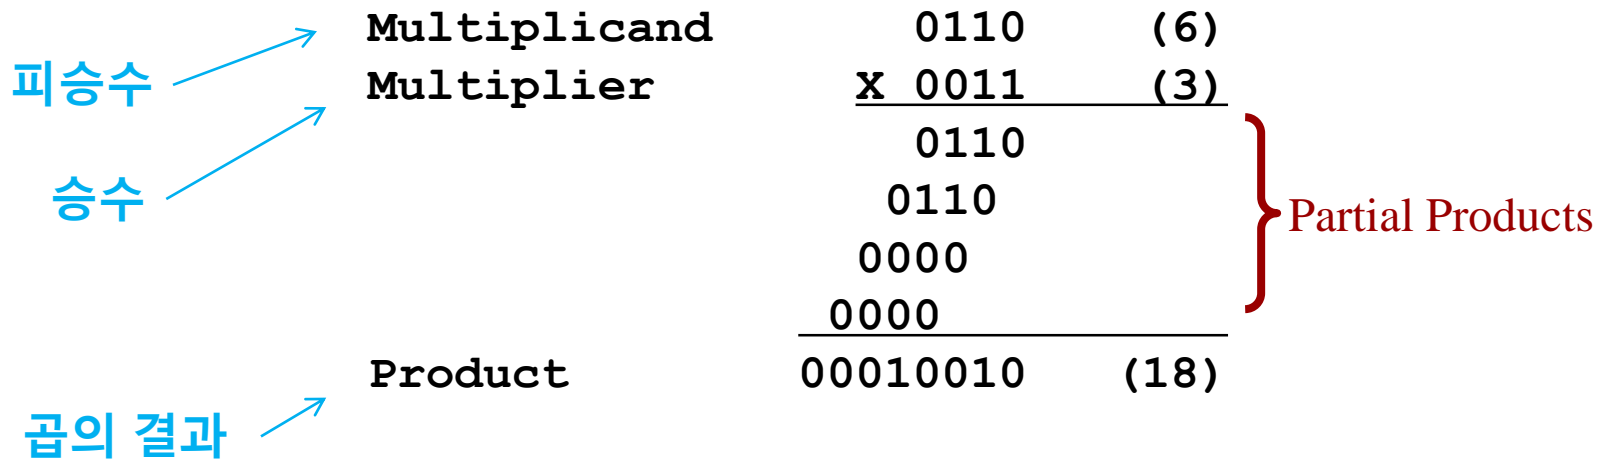 Multiplicand 0110 (6)
피승수
Multiplier X 0011 (3)
0110
승수
0110
Partial Products
0000
0000
Product 00010010 (18)
곱의 결과